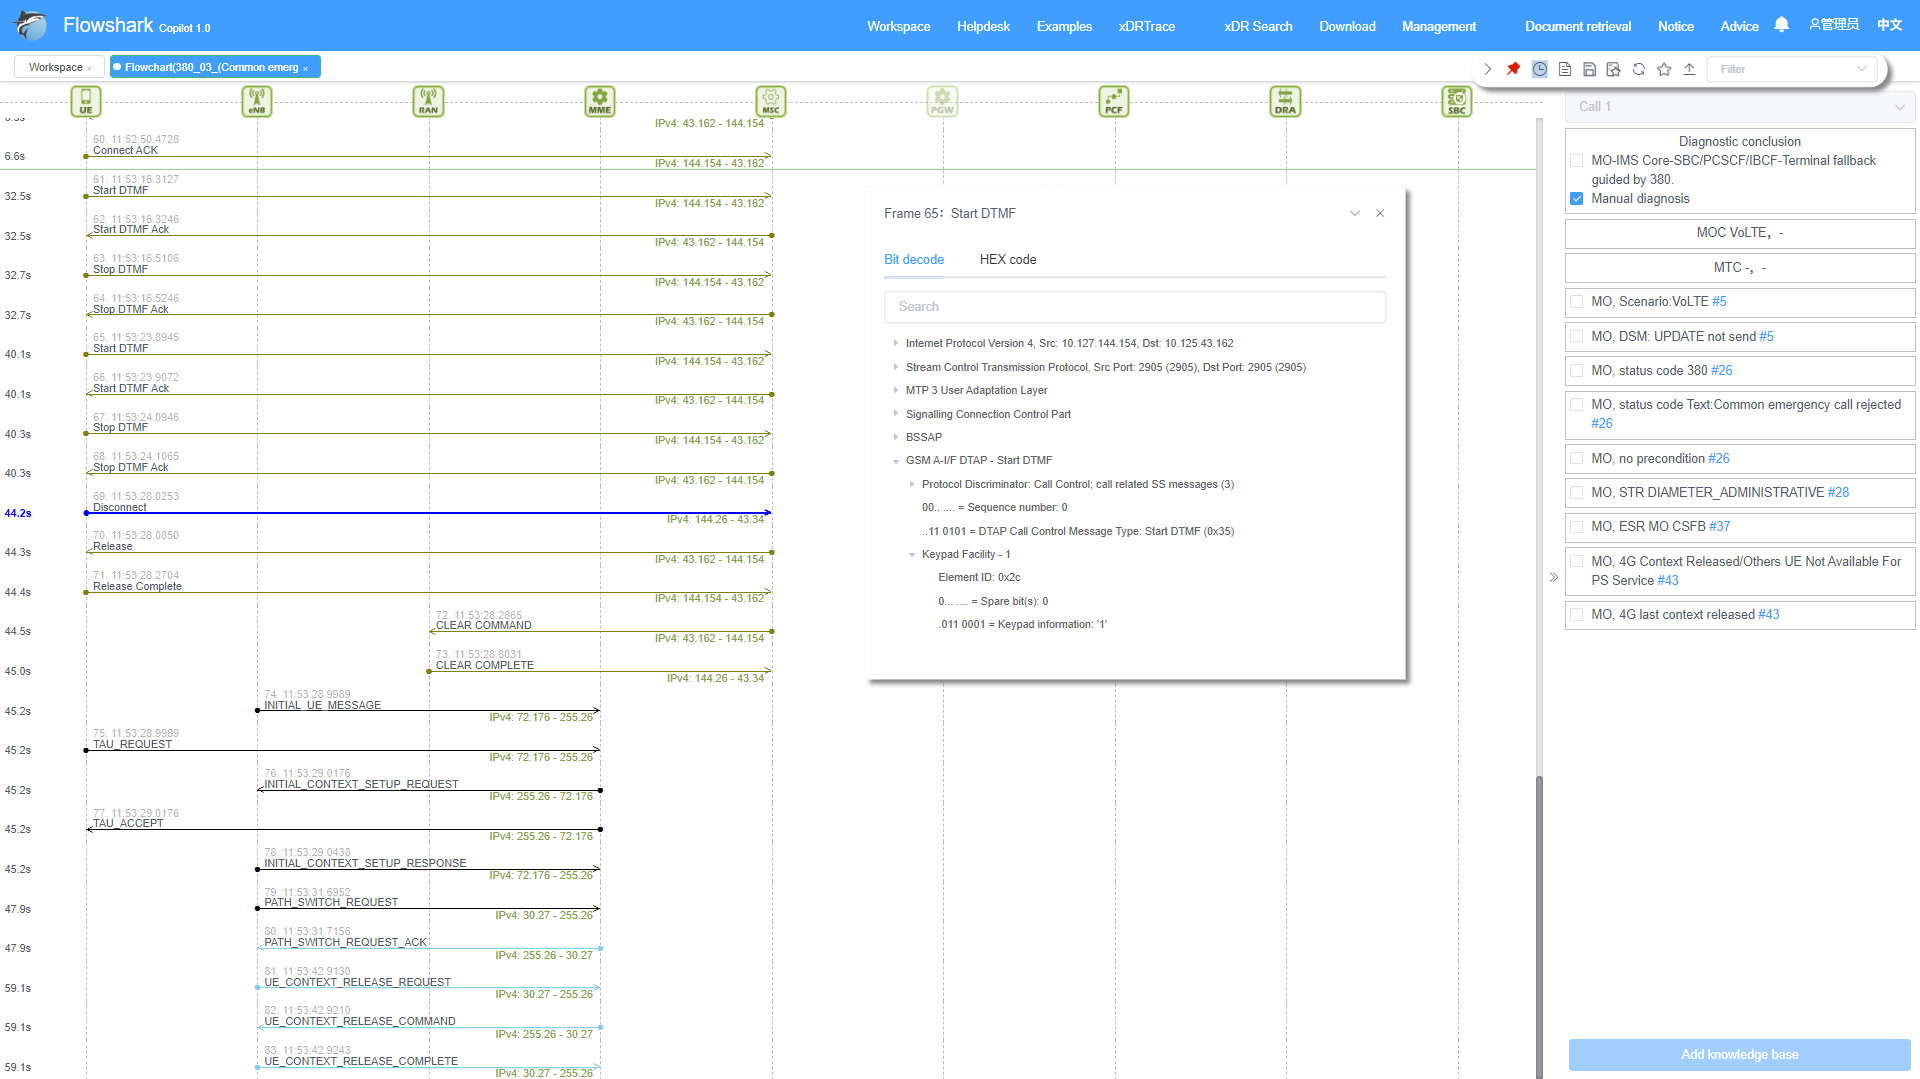 Flowshark Copilot 1.0
Workspace Helpdesk Examples xDRTrace xDR Search Download Management Document retrieval Notice Advice 管理员 中文
Workspace × Flowchart(380_03_(Common emerg ×
Filter
UE eNB RAN MME MSC PGW PCF DRA SBC
IPv4: 43.162 - 144.154
60. 11:52:50.4728
Connect ACK
6.6s
IPv4: 144.154 - 43.162
61. 11:53:16.3127
Start DTMF
32.5s
IPv4: 144.154 - 43.162
62. 11:53:16.3246
Start DTMF Ack
32.5s
IPv4: 43.162 - 144.154
63. 11:53:16.5106
Stop DTMF
32.7s
IPv4: 144.154 - 43.162
64. 11:53:16.5246
Stop DTMF Ack
32.7s
IPv4: 43.162 - 144.154
65. 11:53:23.8945
Start DTMF
40.1s
IPv4: 144.154 - 43.162
66. 11:53:23.9072
Start DTMF Ack
40.1s
IPv4: 43.162 - 144.154
67. 11:53:24.0946
Stop DTMF
40.3s
IPv4: 144.154 - 43.162
68. 11:53:24.1065
Stop DTMF Ack
40.3s
IPv4: 43.162 - 144.154
69. 11:53:28.0253
Disconnect
44.2s
IPv4: 144.26 - 43.34
70. 11:53:28.0850
Release
44.3s
IPv4: 43.162 - 144.154
71. 11:53:28.2704
Release Complete
44.4s
IPv4: 144.154 - 43.162
72. 11:53:28.2865
CLEAR COMMAND
44.5s
IPv4: 43.162 - 144.154
73. 11:53:28.8031
CLEAR COMPLETE
45.0s
IPv4: 144.26 - 43.34
74. 11:53:28.9989
INITIAL_UE_MESSAGE
45.2s
IPv4: 72.176 - 255.26
75. 11:53:28.9989
TAU_REQUEST
45.2s
IPv4: 72.176 - 255.26
76. 11:53:29.0176
INITIAL_CONTEXT_SETUP_REQUEST
45.2s
IPv4: 255.26 - 72.176
77. 11:53:29.0176
TAU_ACCEPT
45.2s
IPv4: 255.26 - 72.176
78. 11:53:29.0438
INITIAL_CONTEXT_SETUP_RESPONSE
45.2s
IPv4: 72.176 - 255.26
79. 11:53:31.6952
PATH_SWITCH_REQUEST
47.9s
IPv4: 30.27 - 255.26
80. 11:53:31.7156
PATH_SWITCH_REQUEST_ACK
47.9s
IPv4: 255.26 - 30.27
81. 11:53:42.9130
UE_CONTEXT_RELEASE_REQUEST
59.1s
IPv4: 30.27 - 255.26
82. 11:53:42.9210
UE_CONTEXT_RELEASE_COMMAND
59.1s
IPv4: 255.26 - 30.27
83. 11:53:42.9243
UE_CONTEXT_RELEASE_COMPLETE
59.1s
IPv4: 30.27 - 255.26
Frame 65：Start DTMF
Bit decode HEX code
Search
Internet Protocol Version 4, Src: 10.127.144.154, Dst: 10.125.43.162
Stream Control Transmission Protocol, Src Port: 2905 (2905), Dst Port: 2905 (2905)
MTP 3 User Adaptation Layer
Signalling Connection Control Part
BSSAP
GSM A-I/F DTAP - Start DTMF
Protocol Discriminator: Call Control; call related SS messages (3)
00.. .... = Sequence number: 0
..11 0101 = DTAP Call Control Message Type: Start DTMF (0x35)
Keypad Facility - 1
Element ID: 0x2c
0... .... = Spare bit(s): 0
.011 0001 = Keypad information: '1'
Call 1
Diagnostic conclusion
MO-IMS Core-SBC/PCSCF/IBCF-Terminal fallback
guided by 380.
Manual diagnosis
MOC VoLTE，-
MTC -，-
MO, Scenario:VoLTE #5
MO, DSM: UPDATE not send #5
MO, status code 380 #26
MO, status code Text:Common emergency call rejected
#26
MO, no precondition #26
MO, STR DIAMETER_ADMINISTRATIVE #28
MO, ESR MO CSFB #37
MO, 4G Context Released/Others UE Not Available For
PS Service #43
MO, 4G last context released #43
Add knowledge base